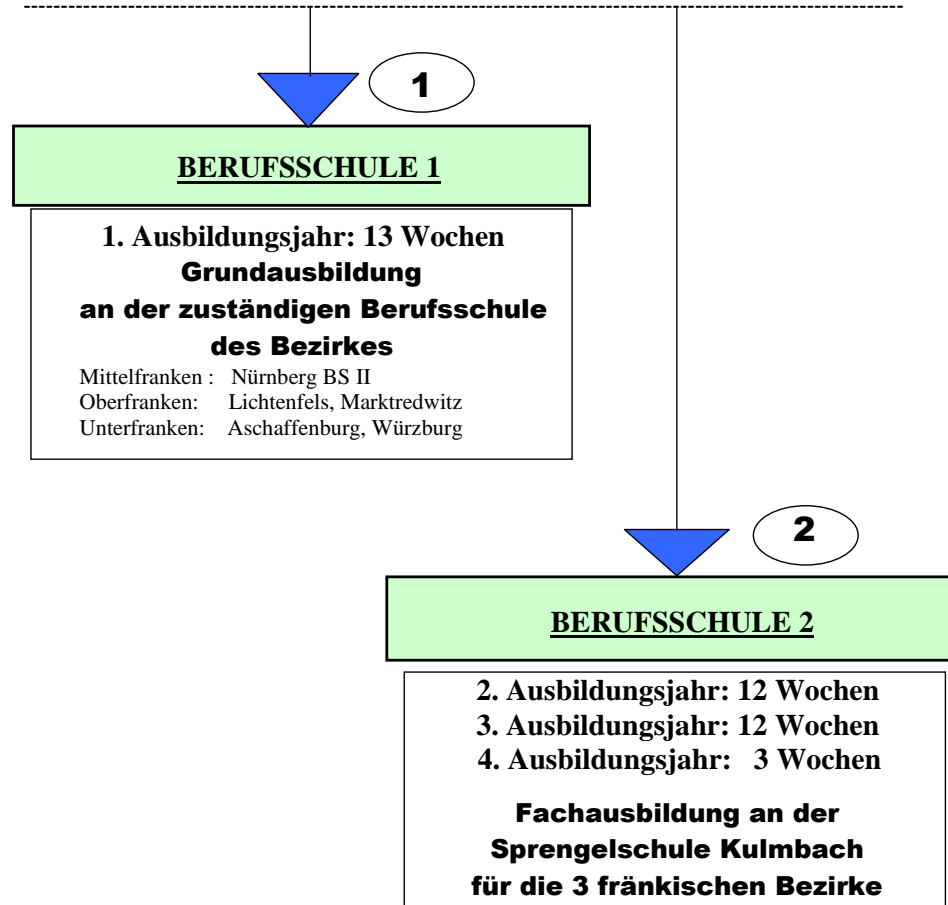 1
BERUFSSCHULE 1
1. Ausbildungsjahr: 13 Wochen
Grundausbildung
an der zuständigen Berufsschule
des Bezirkes
Mittelfranken : Nürnberg BS II
Oberfranken: Lichtenfels, Marktredwitz
Unterfranken: Aschaffenburg, Würzburg
2
BERUFSSCHULE 2
2. Ausbildungsjahr: 12 Wochen
3. Ausbildungsjahr: 12 Wochen
4. Ausbildungsjahr: 3 Wochen
Fachausbildung an der
Sprengelschule Kulmbach
für die 3 fränkischen Bezirke